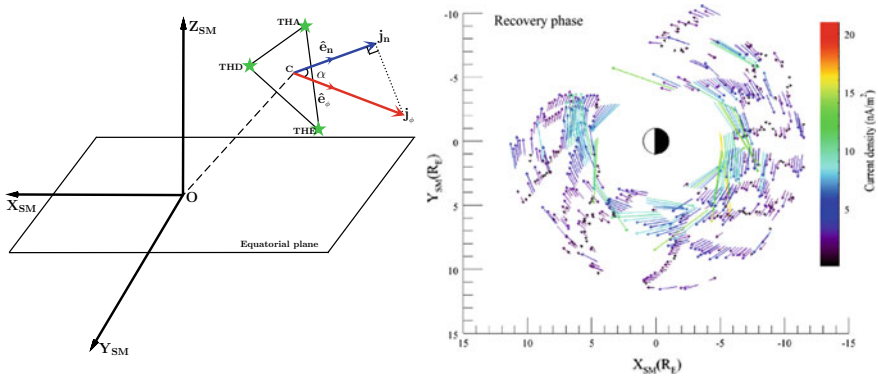 Z_SM
THA
THD
C
ê_n
j_n
α
ê_ϕ
j_ϕ
THE
O
X_SM
Equatorial plane
Y_SM
Recovery phase
-10
-5
0
5
10
15
Y_SM(R_E)
15
10
5
0
-5
-10
-15
X_SM(R_E)
20
15
10
5
Current density (nA/m²)